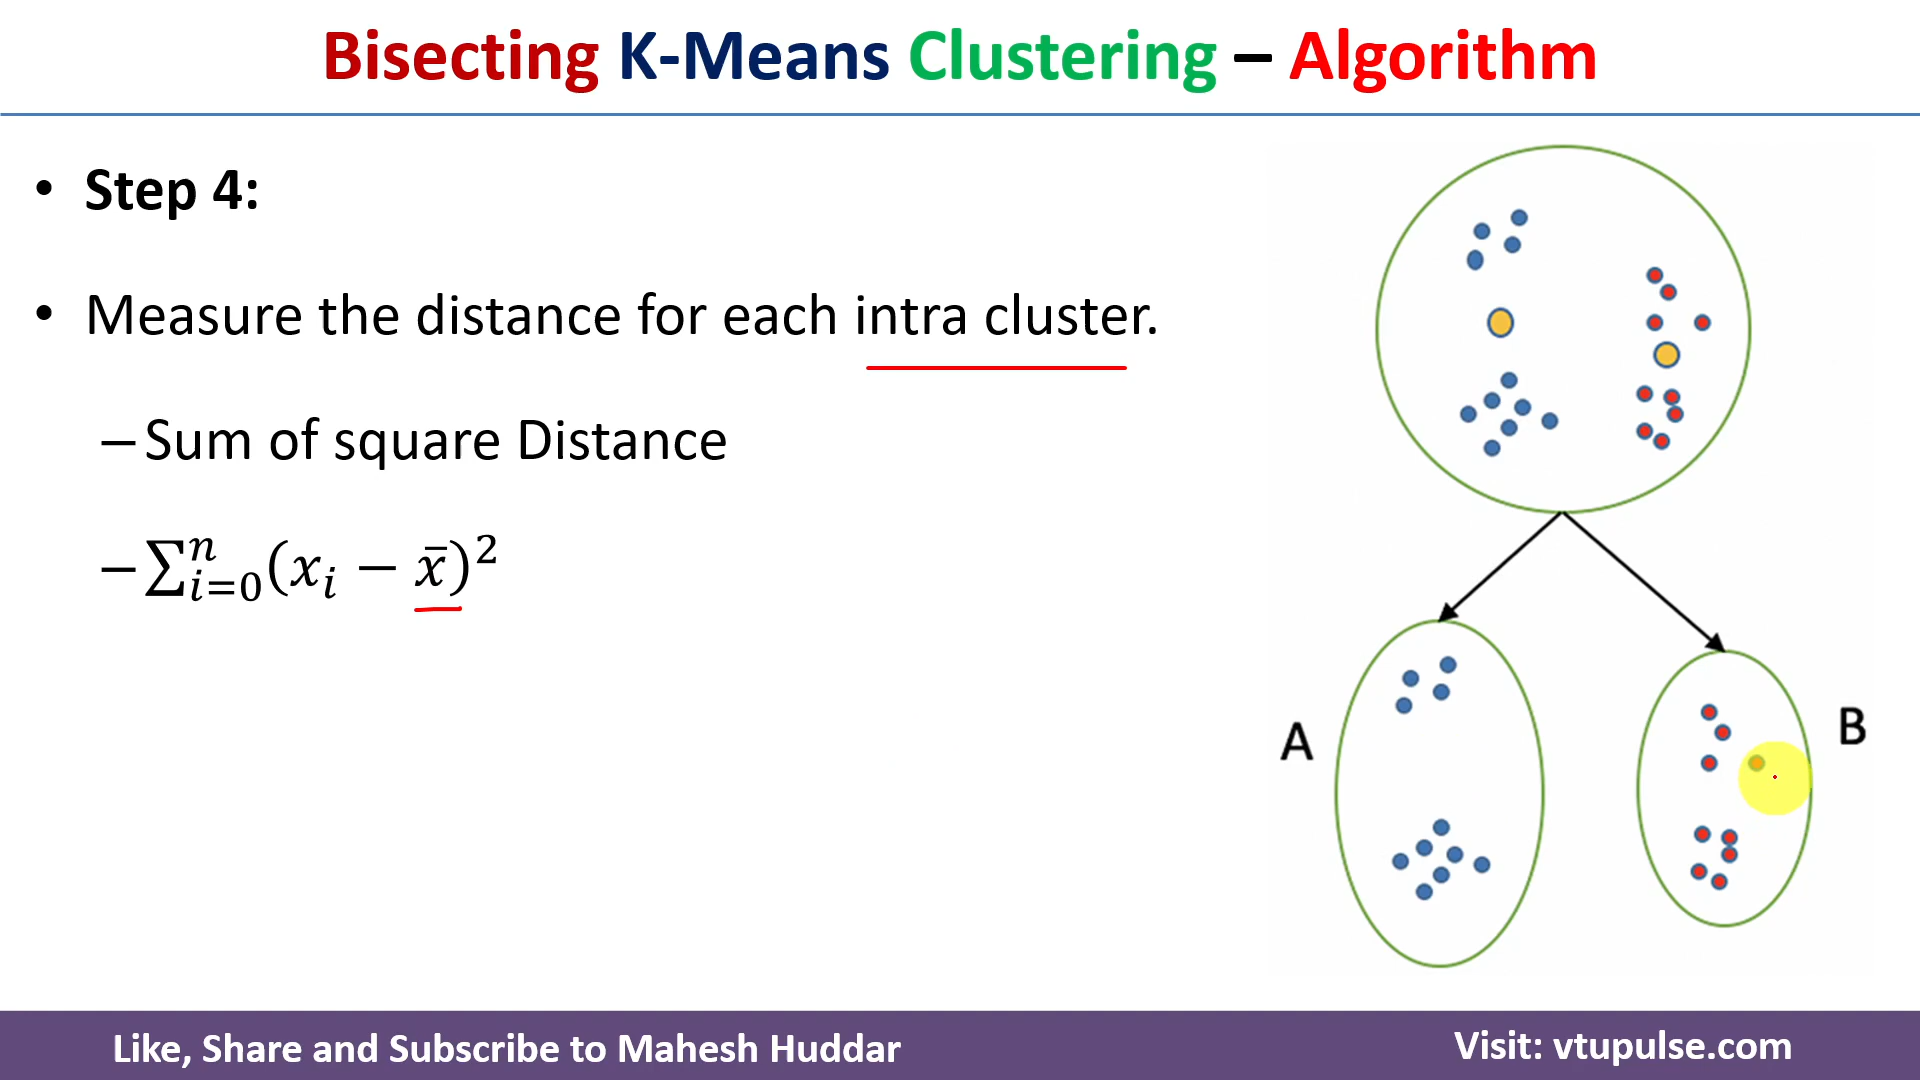 Bisecting K-Means Clustering – Algorithm
• Step 4:
• Measure the distance for each intra cluster.
– Sum of square Distance
– ∑ⁿᵢ₌₀(xᵢ − x̄)²
A
B
Like, Share and Subscribe to Mahesh Huddar
Visit: vtupulse.com